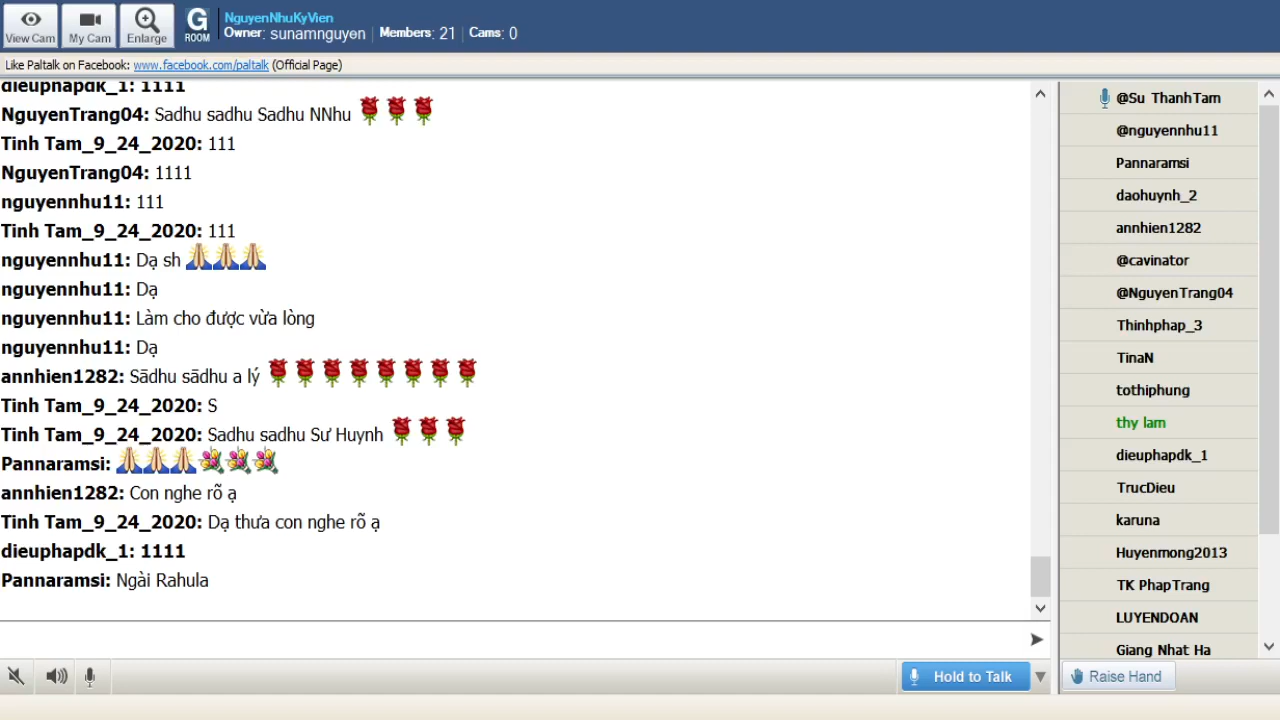 View Cam
My Cam
Enlarge
G
ROOM
NguyenNhuKyVien
Owner: sunamnguyen | Members: 21 | Cams: 0
Like Paltalk on Facebook: www.facebook.com/paltalk (Official Page)
dieuphapdk_1: 1111
NguyenTrang04: Sadhu sadhu Sadhu NNhu
Tinh Tam_9_24_2020: 111
NguyenTrang04: 1111
nguyennhu11: 111
Tinh Tam_9_24_2020: 111
nguyennhu11: Dạ sh
nguyennhu11: Dạ
nguyennhu11: Làm cho được vừa lòng
nguyennhu11: Dạ
annhien1282: Sādhu sādhu a lý
Tinh Tam_9_24_2020: S
Tinh Tam_9_24_2020: Sadhu sadhu Sư Huynh
Pannaramsi:
annhien1282: Con nghe rõ ạ
Tinh Tam_9_24_2020: Dạ thưa con nghe rõ ạ
dieuphapdk_1: 1111
Pannaramsi: Ngài Rahula
@Su ThanhTam
@nguyennhu11
Pannaramsi
daohuynh_2
annhien1282
@cavinator
@NguyenTrang04
Thinhphap_3
TinaN
tothiphung
thy lam
dieuphapdk_1
TrucDieu
karuna
Huyenmong2013
TK PhapTrang
LUYENDOAN
Giang Nhat Ha
Hold to Talk
Raise Hand